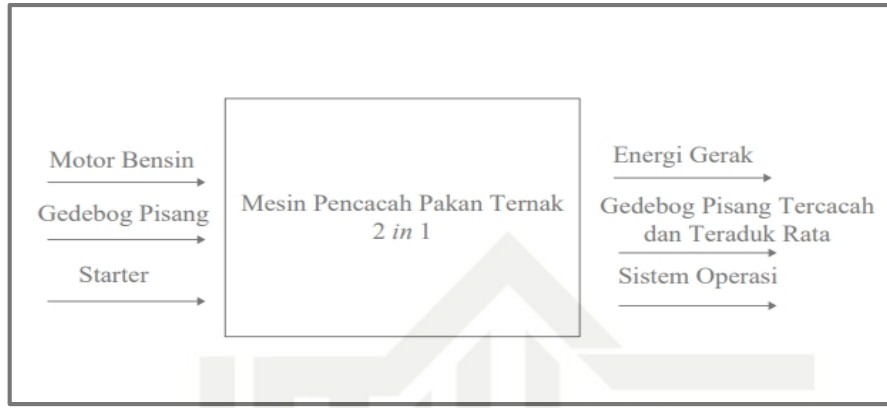 Motor Bensin
Gedebog Pisang
Starter
Mesin Pencacah Pakan Ternak
2 in 1
Energi Gerak
Gedebog Pisang Tercacah
dan Teraduk Rata
Sistem Operasi